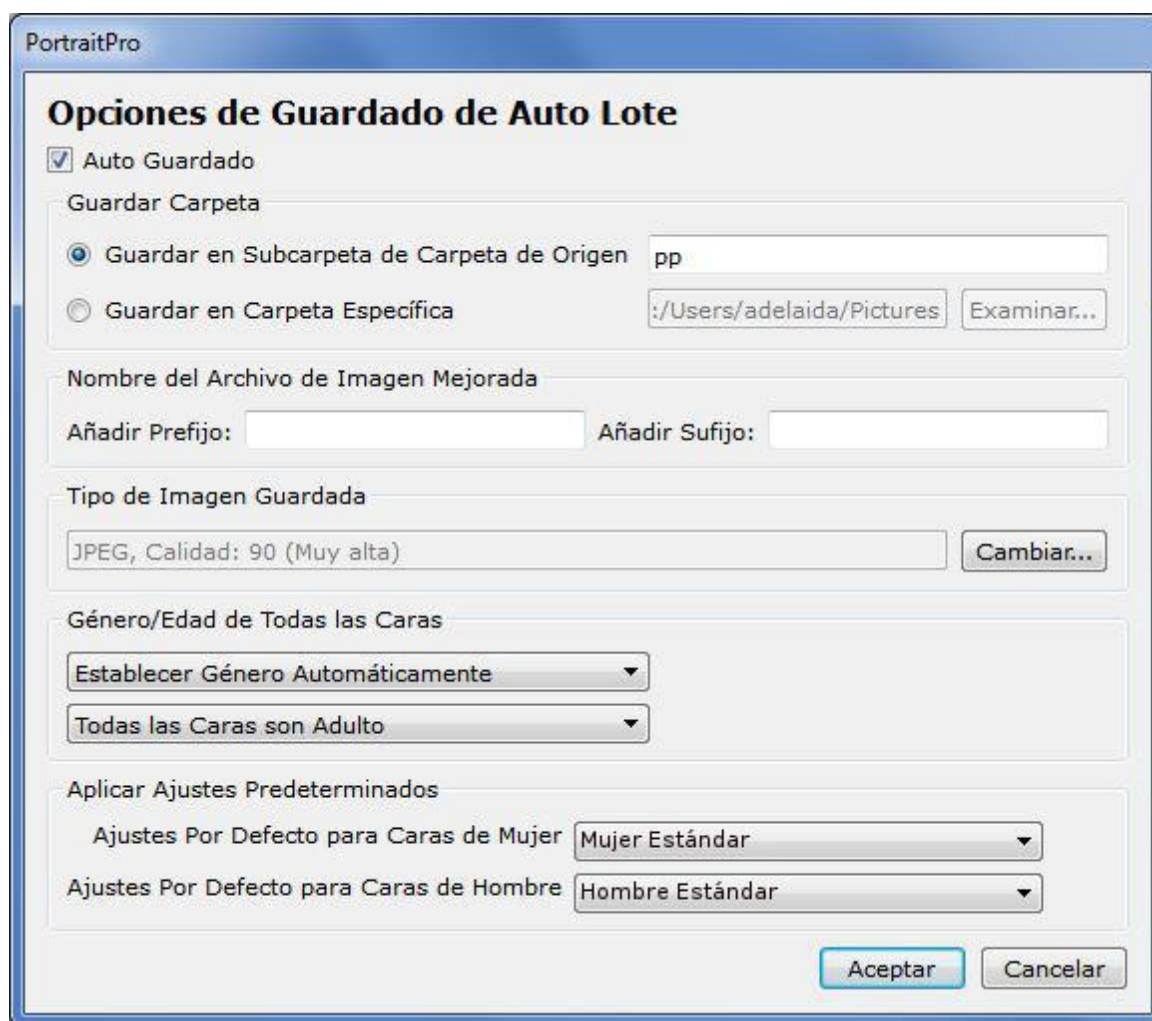 PortraitPro
Opciones de Guardado de Auto Lote
Auto Guardado
Guardar Carpeta
Guardar en Subcarpeta de Carpeta de Origen pp
Guardar en Carpeta Específica :/Users/adelaida/Pictures Examinar...
Nombre del Archivo de Imagen Mejorada
Añadir Prefijo: Añadir Sufijo:
Tipo de Imagen Guardada
JPEG, Calidad: 90 (Muy alta) Cambiar...
Género/Edad de Todas las Caras
Establecer Género Automáticamente
Todas las Caras son Adulto
Aplicar Ajustes Predeterminados
Ajustes Por Defecto para Caras de Mujer Mujer Estándar
Ajustes Por Defecto para Caras de Hombre Hombre Estándar
Aceptar Cancelar